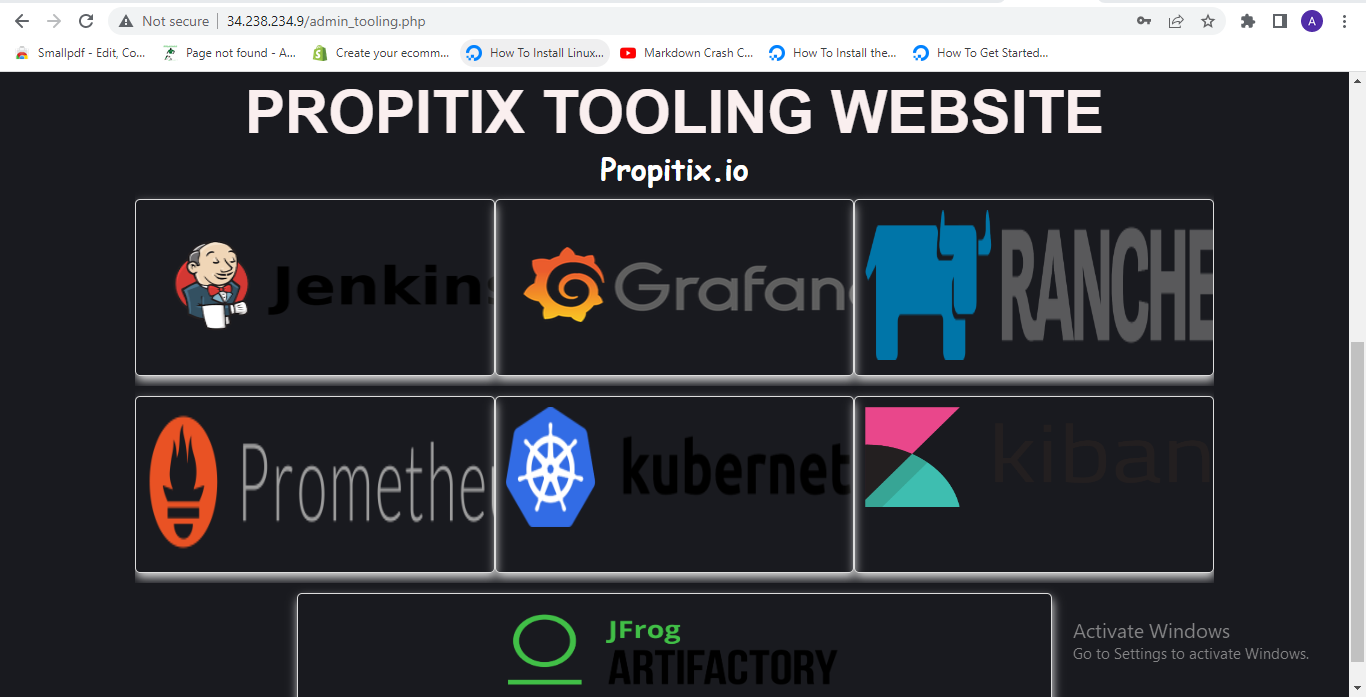 Not secure | 34.238.234.9/admin_tooling.php
A
Smallpdf - Edit, Co... Page not found - A... Create your ecomm... How To Install Linux... Markdown Crash C... How To Install the... How To Get Started...
PROPITIX TOOLING WEBSITE
Propitix.io
Jenkins Grafana RANCHE
Promethe kubernet kiban
JFrog
ARTIFACTORY
Activate Windows
Go to Settings to activate Windows.